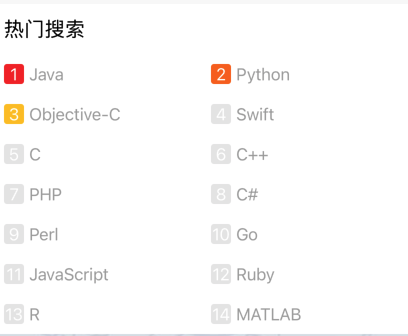 热门搜索
1 Java 2 Python
3 Objective-C 4 Swift
5 C 6 C++
7 PHP 8 C#
9 Perl 10 Go
11 JavaScript 12 Ruby
13 R 14 MATLAB